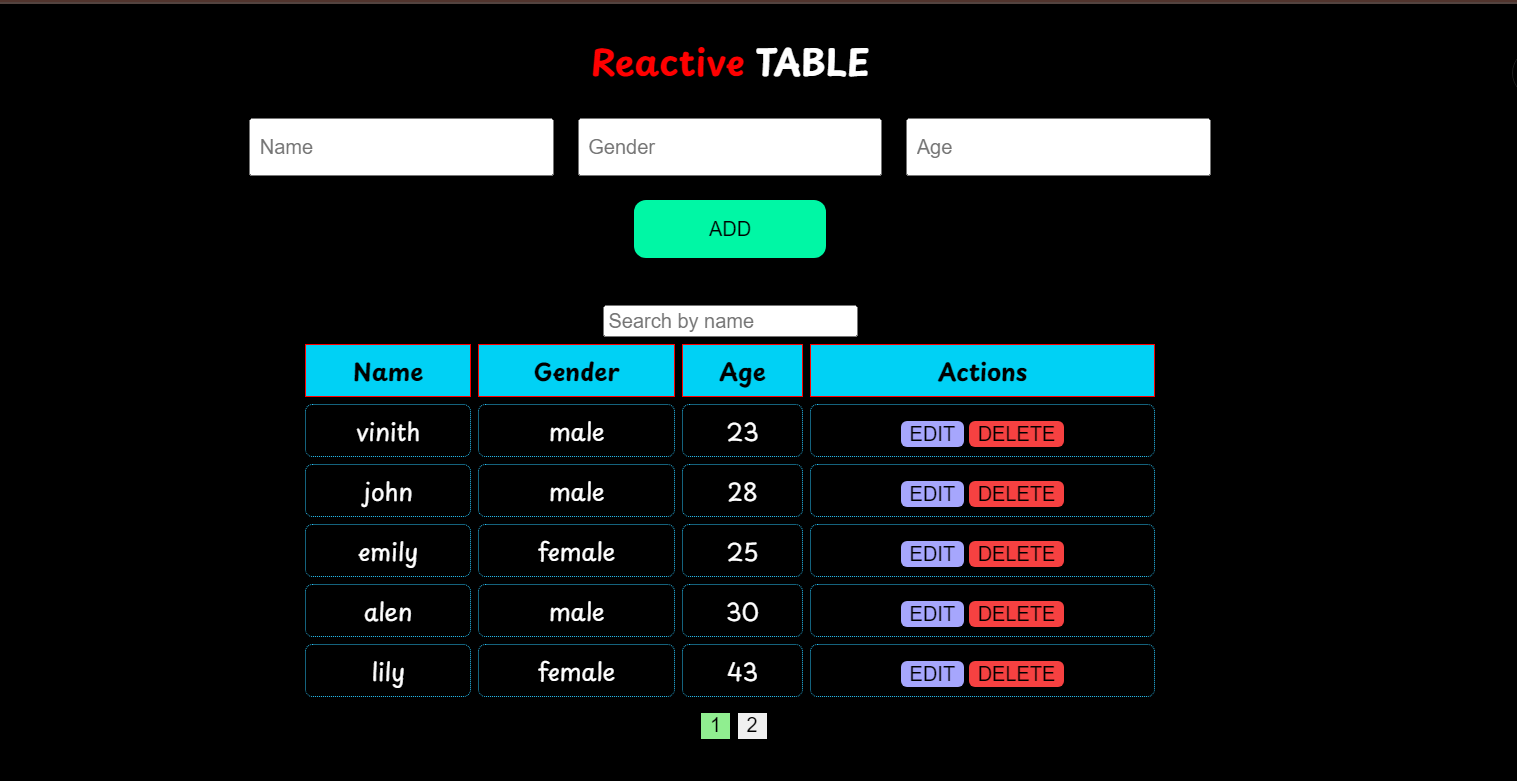 Reactive TABLE
Name Gender Age
ADD
Search by name
Name Gender Age Actions
vinith male 23 EDIT DELETE
john male 28 EDIT DELETE
emily female 25 EDIT DELETE
alen male 30 EDIT DELETE
lily female 43 EDIT DELETE
1 2